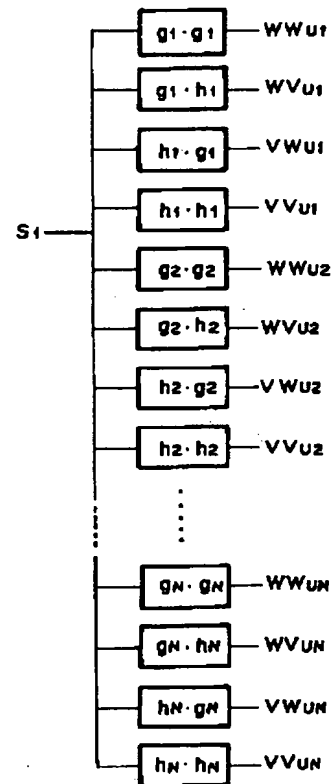 g1·g1 WWU1
g1·h1 WVU1
h1·g1 VWU1
h1·h1 VVU1
S1
g2·g2 WWU2
g2·h2 WVU2
h2·g2 VWU2
h2·h2 VVU2
gN·gN WWUN
gN·hN WVUN
hN·gN VWUN
hN·hN VVUN